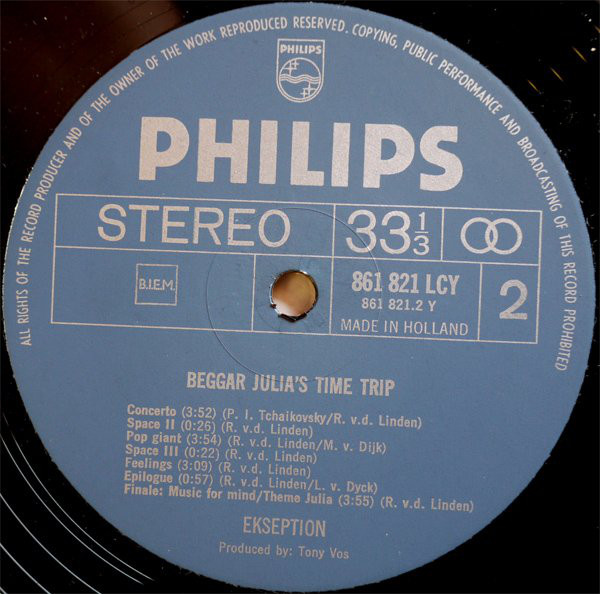 ALL RIGHTS OF THE RECORD PRODUCER AND OF THE OWNER OF THE WORK REPRODUCED RESERVED. COPYING, PUBLIC PERFORMANCE AND BROADCASTING OF THIS RECORD PROHIBITED
PHILIPS
PHILIPS
STEREO
33 1/3
B.I.E.M.
861 821 LCY
861 821.2 Y
MADE IN HOLLAND
2
BEGGAR JULIA'S TIME TRIP
Concerto (3:52) (P. I. Tchaikovsky/R. v.d. Linden)
Space II (0:26) (R. v.d. Linden)
Pop giant (3:54) (R. v.d. Linden/M. v. Dijk)
Space III (0:22) (R. v.d. Linden)
Feelings (3:09) (R. v.d. Linden)
Epilogue (0:57) (R. v.d. Linden/L. v. Dyck)
Finale: Music for mind/Theme Julia (3:55) (R. v.d. Linden)
EKSEPTION
Produced by: Tony Vos